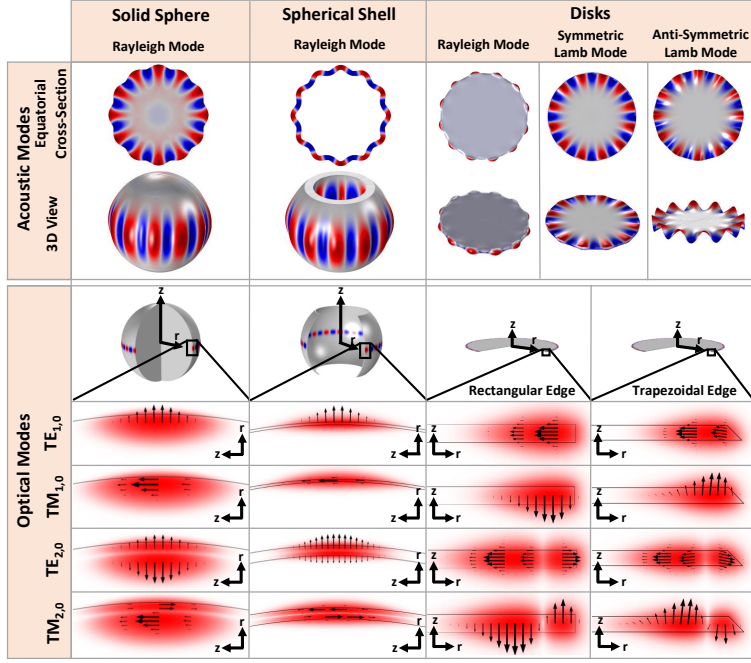 Solid Sphere
Spherical Shell
Disks
Rayleigh Mode
Rayleigh Mode
Rayleigh Mode
Symmetric
Lamb Mode
Anti-Symmetric
Lamb Mode
Acoustic Modes
Equatorial
Cross-Section
3D View
Optical Modes
z
r
z
r
z
r
z
r
Rectangular Edge
Trapezoidal Edge
TE1,0
r
z
r
z
z
r
z
r
TM1,0
r
z
r
z
z
r
z
r
TE2,0
r
z
r
z
z
r
z
r
TM2,0
r
z
r
z
z
r
z
r